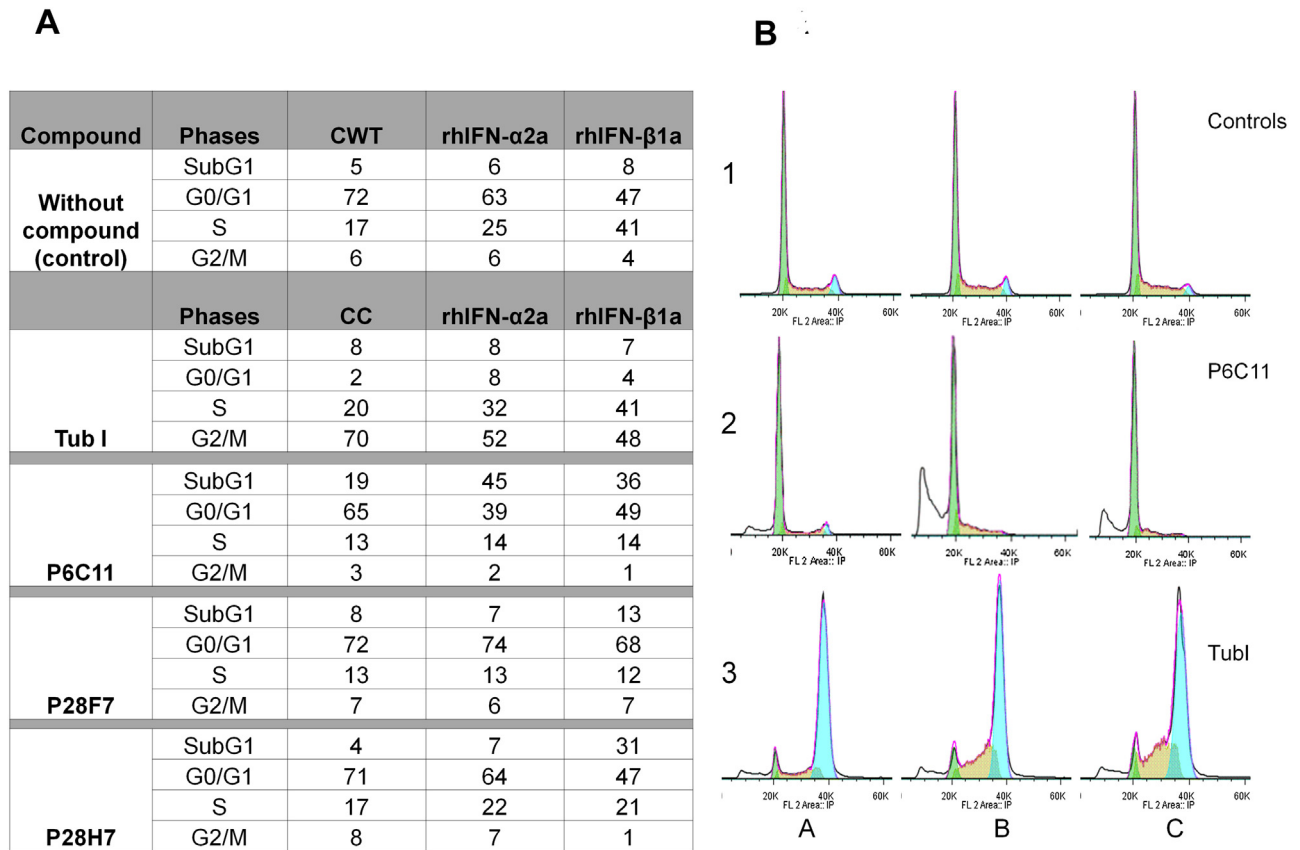 A
B
Compound Phases CWT rhIFN-α2a rhIFN-β1a
Without compound (control)
SubG1 5 6 8
G0/G1 72 63 47
S 17 25 41
G2/M 6 6 4
Phases CC rhIFN-α2a rhIFN-β1a
Tub I
SubG1 8 8 7
G0/G1 2 8 4
S 20 32 41
G2/M 70 52 48
P6C11
SubG1 19 45 36
G0/G1 65 39 49
S 13 14 14
G2/M 3 2 1
P28F7
SubG1 8 7 13
G0/G1 72 74 68
S 13 13 12
G2/M 7 6 7
P28H7
SubG1 4 7 31
G0/G1 71 64 47
S 17 22 21
G2/M 8 7 1
Controls
1
20K 40K 60K 20K 40K 60K 20K 40K 60K
FL 2 Area:: IP FL 2 Area:: IP FL 2 Area:: IP
P6C11
2
20K 40K 60K 20K 40K 60K 20K 40K 60K
FL 2 Area:: IP FL 2 Area:: IP FL 2 Area:: IP
TubI
3
20K 40K 60K 20K 40K 60K 20K 40K 60K
FL 2 Area:: IP FL 2 Area:: IP FL 2 Area:: IP
A B C